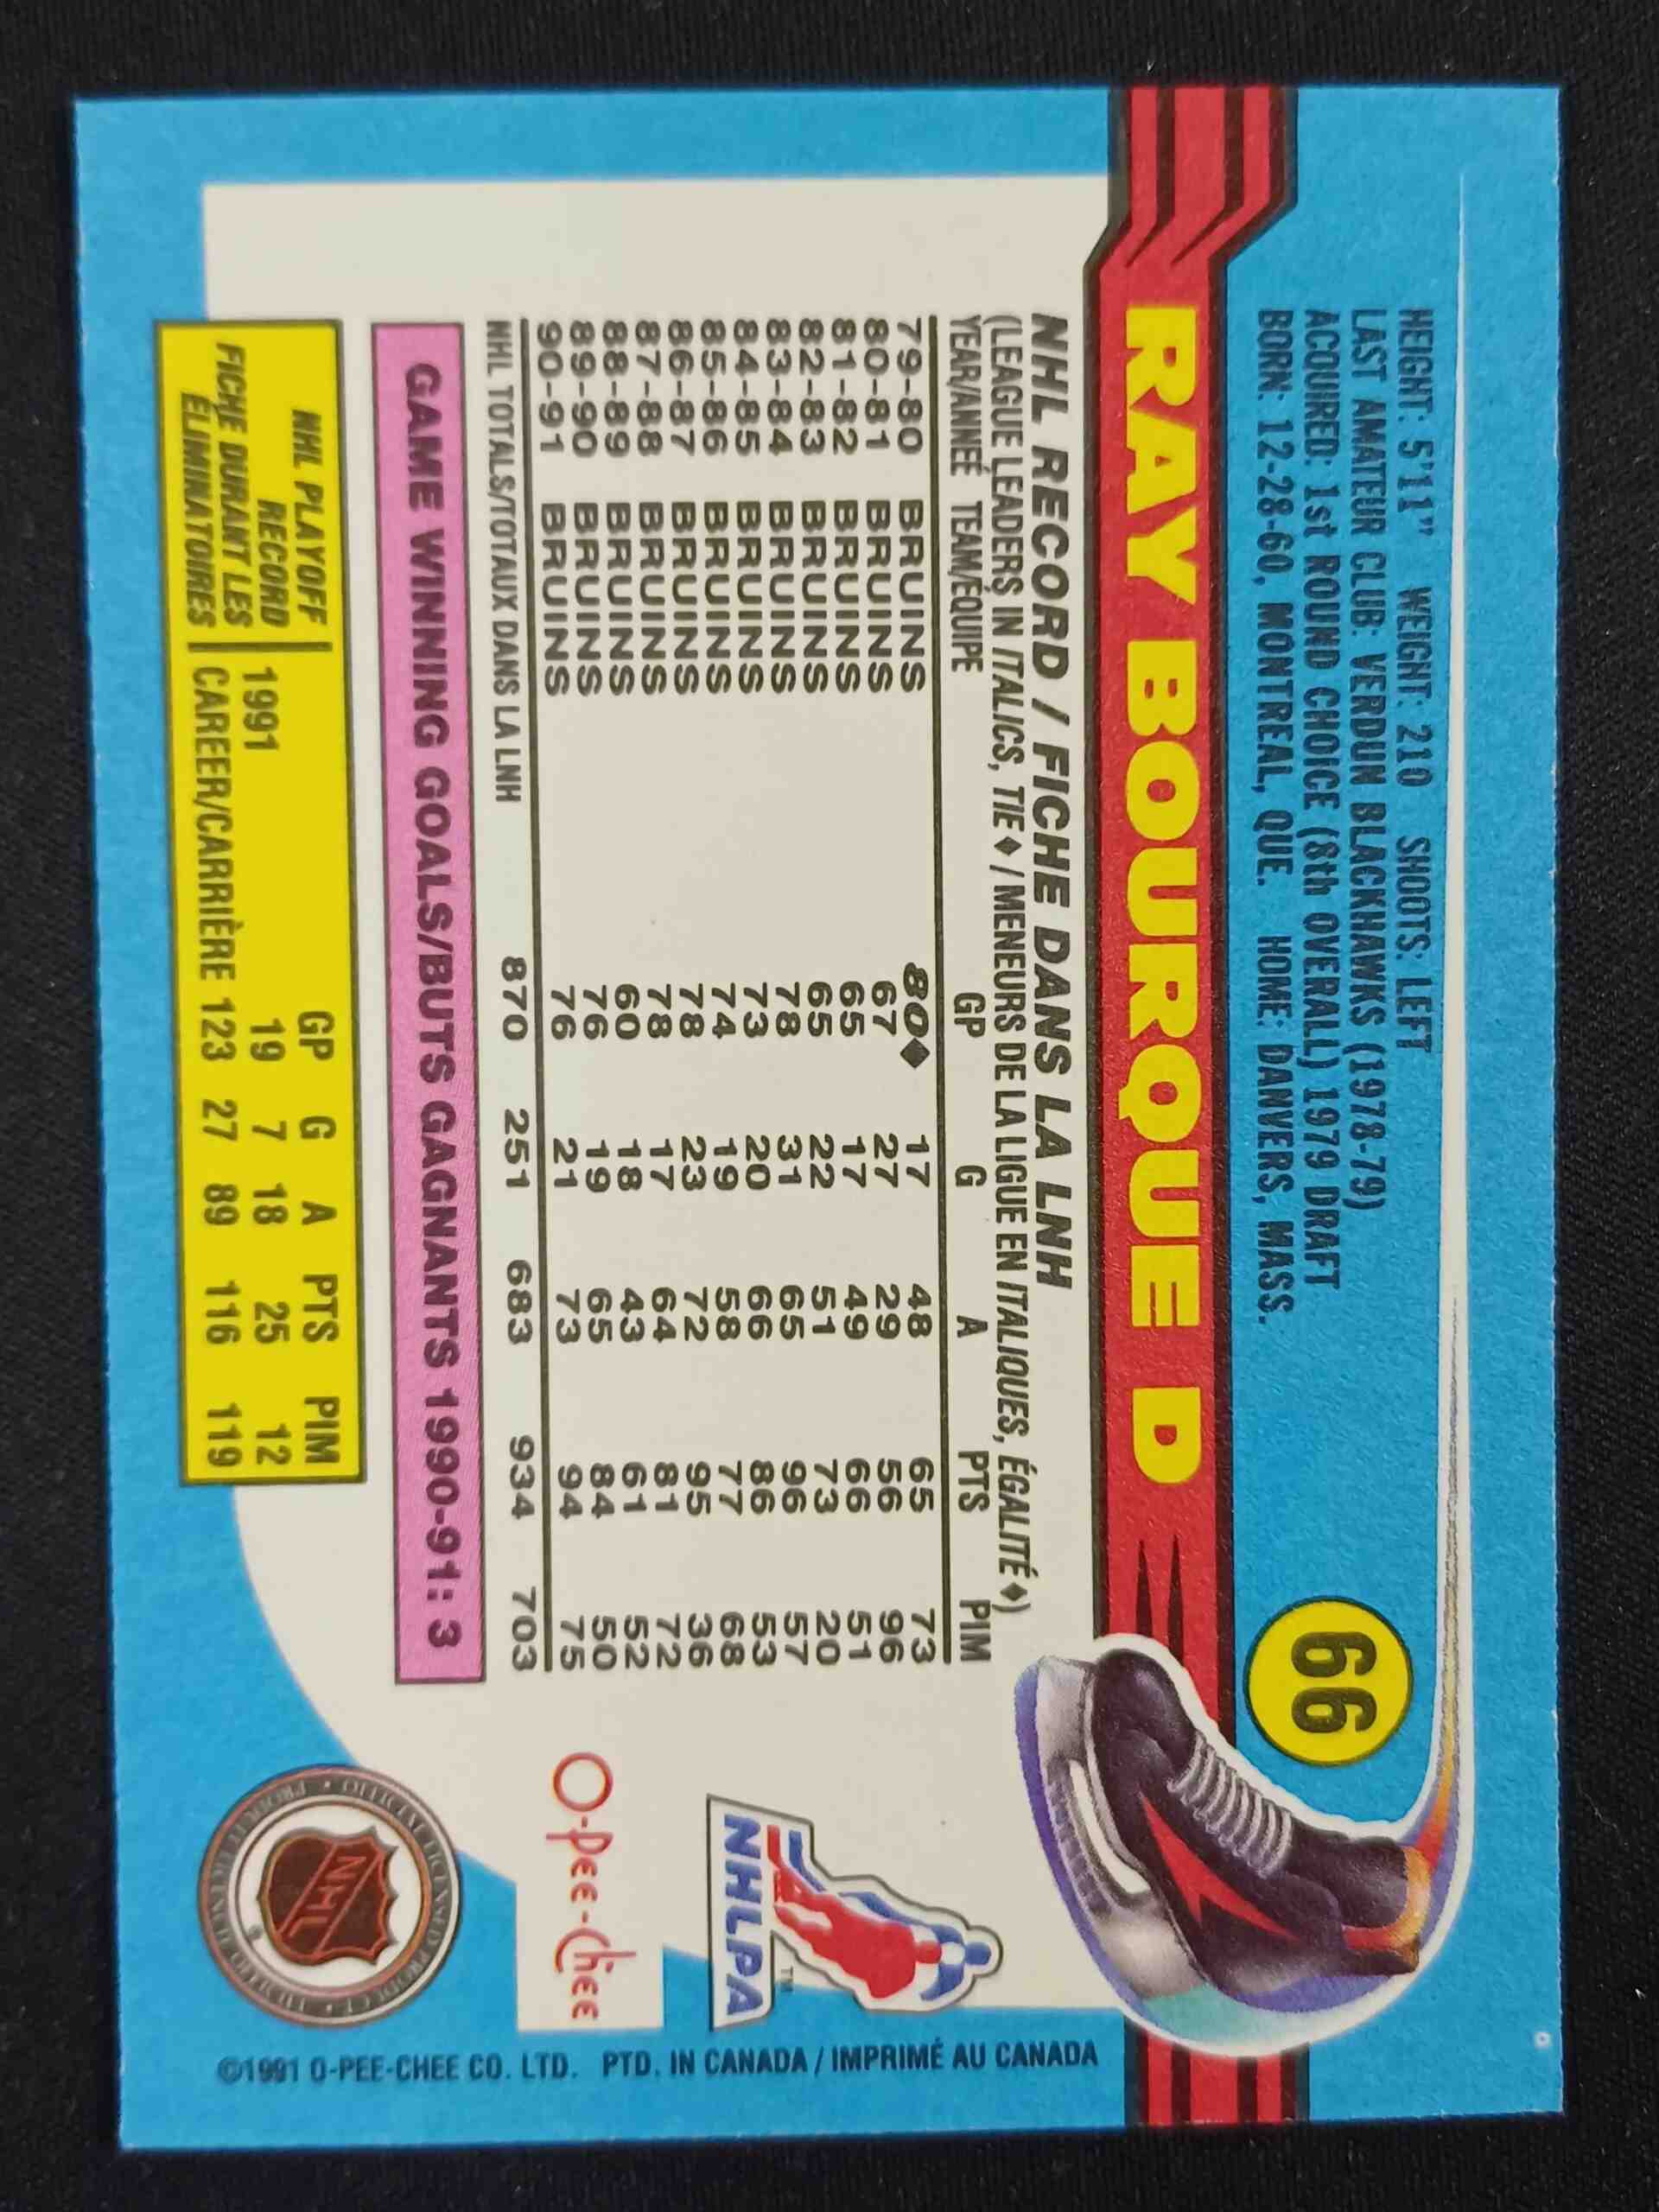 66
HEIGHT: 5'11" WEIGHT: 210 SHOOTS: LEFT
LAST AMATEUR CLUB: VERDUN BLACKHAWKS (1978-79)
ACQUIRED: 1st ROUND CHOICE (8th OVERALL) 1979 DRAFT
BORN: 12-28-60, MONTREAL, QUE. HOME: DANVERS, MASS.
RAY BOURQUE D
NHL RECORD / FICHE DANS LA LNH
(LEAGUE LEADERS IN ITALICS, TIE ♦ / MENEURS DE LA LIGUE EN ITALIQUES, ÉGALITÉ ♦)
YEAR/ANNÉE TEAM/ÉQUIPE GP G A PTS PIM
79-80 BRUINS 80♦ 17 48 65 73
80-81 BRUINS 67 27 29 56 96
81-82 BRUINS 65 17 49 66 51
82-83 BRUINS 65 22 51 73 20
83-84 BRUINS 78 31 65 96 57
84-85 BRUINS 73 20 66 86 53
85-86 BRUINS 74 19 58 77 68
86-87 BRUINS 78 23 72 95 36
87-88 BRUINS 78 17 64 81 72
88-89 BRUINS 60 18 43 61 52
89-90 BRUINS 76 19 65 84 50
90-91 BRUINS 76 21 73 94 75
NHL TOTALS/TOTAUX DANS LA LNH 870 251 683 934 703
GAME WINNING GOALS/BUTS GAGNANTS 1990-91: 3
NHL PLAYOFF
RECORD
FICHE DURANT LES
ÉLIMINATOIRES
GP G A PTS PIM
1991 19 7 18 25 12
CAREER/CARRIÈRE 123 27 89 116 119
NHLPA
TM
O-Pee-Chee
NHL
©1991 O-PEE-CHEE CO. LTD. PTD. IN CANADA / IMPRIMÉ AU CANADA